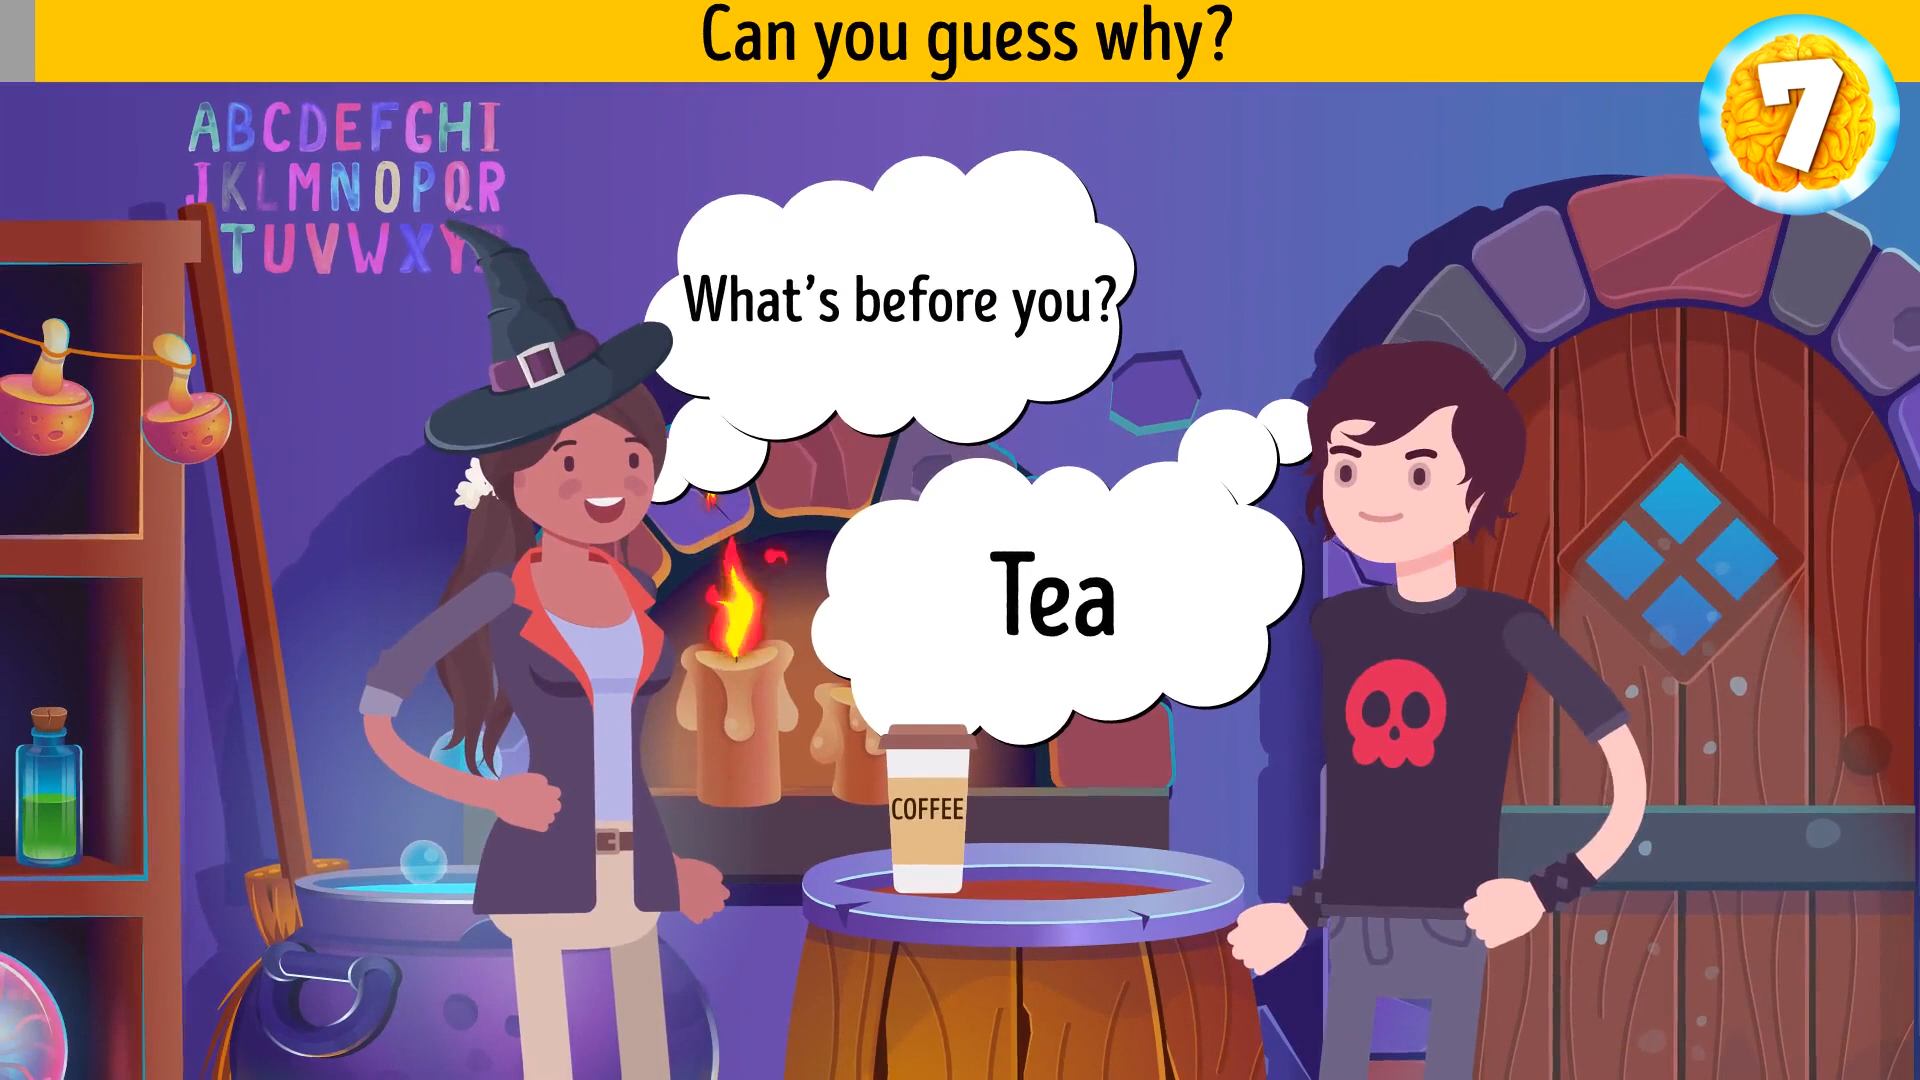 Can you guess why?
7
ABCDEFGHI
JKLMNOPQR
TUVWXY
What's before you?
Tea
COFFEE